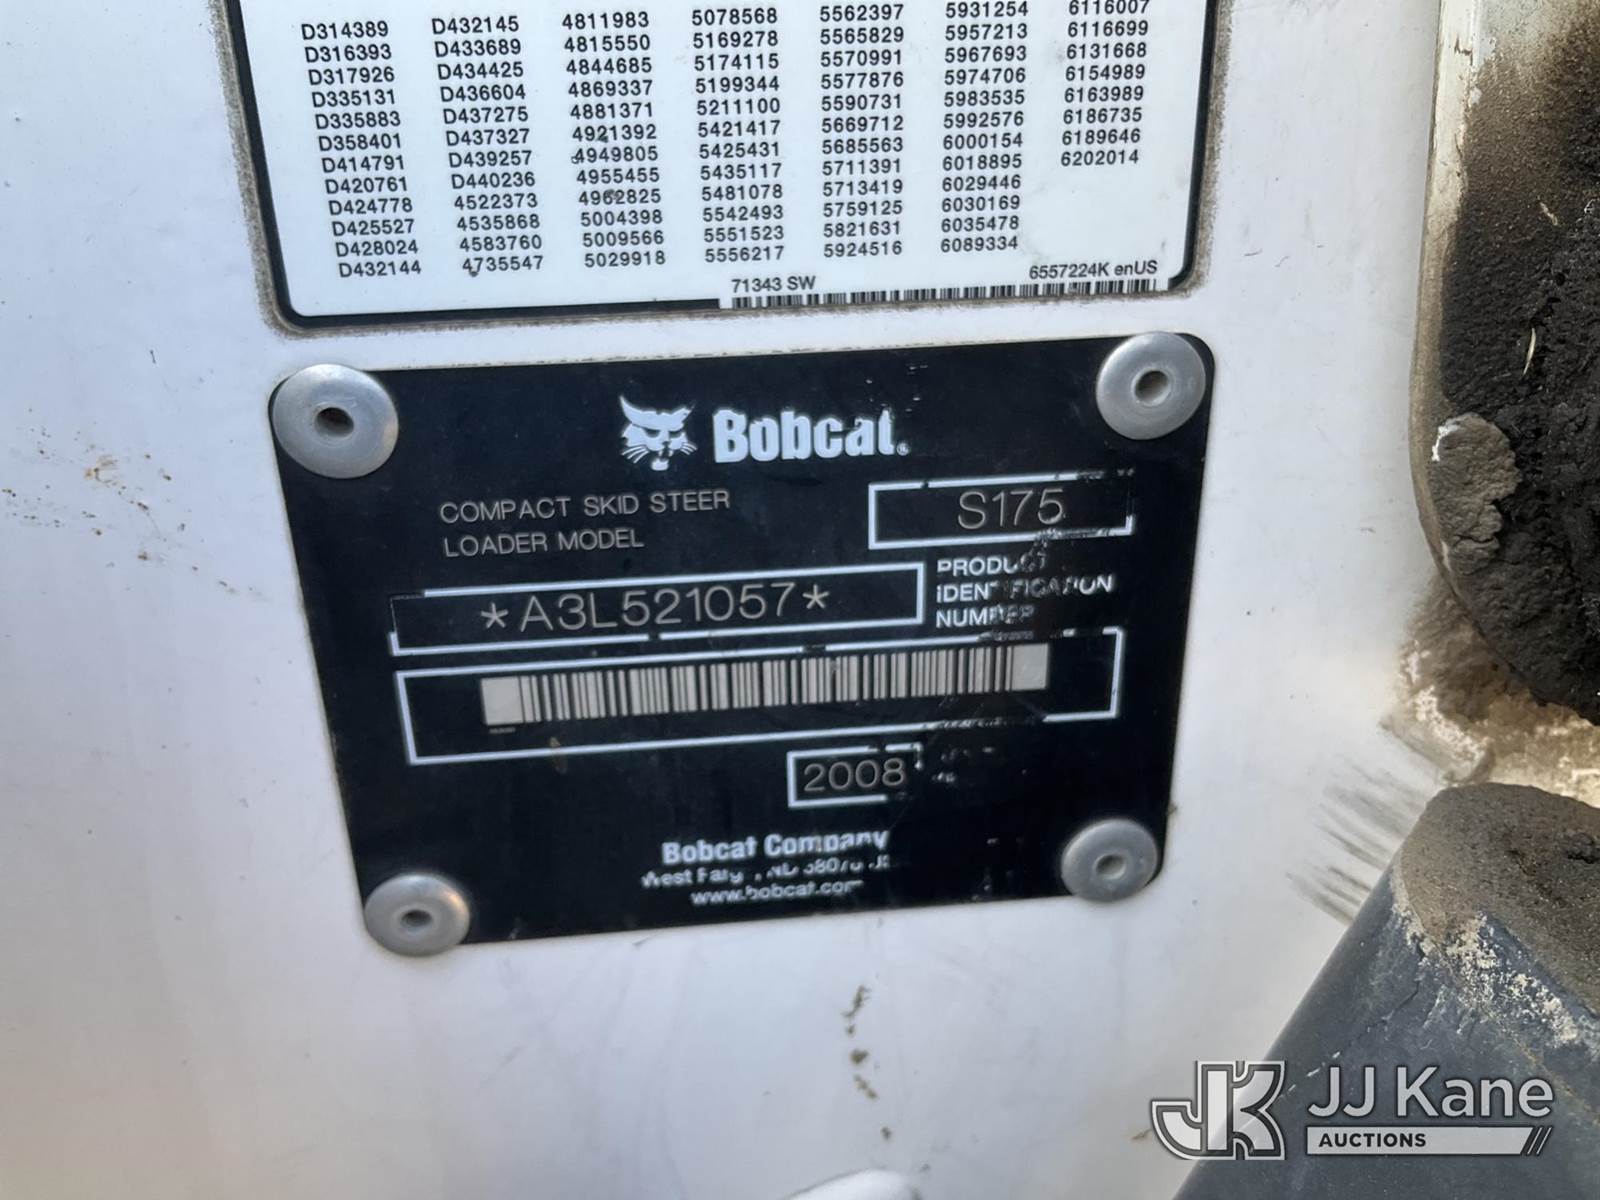 D314389 D432145 4811983 5078568 5562397 5931254 6116007
D316393 D433689 4815550 5169278 5565829 5957213 6116699
D317926 D434425 4844685 5174115 5570991 5967693 6131668
D335131 D436604 4869337 5199344 5577876 5974706 6154989
D335883 D437275 4881371 5211100 5590731 5983535 6163989
D358401 D437327 4921392 5421417 5669712 5992576 6186735
D414791 D439257 4949805 5425431 5685563 6000154 6189646
D420761 D440236 4955455 5435117 5711391 6018895 6202014
D424778 4522373 4962825 5481078 5713419 6029446
D425527 4535868 5004398 5542493 5759125 6030169
D428024 4583760 5009566 5551523 5821631 6035478
D432144 4735547 5029918 5556217 5924516 6089334
71343 SW 6557224K enUS
Bobcat®
COMPACT SKID STEER
LOADER MODEL
S175
*A3L521057*
PRODUCT
IDENTIFICATION
NUMBER
2008
Bobcat Company
West
www.bobcat.com
JK JJ Kane
AUCTIONS